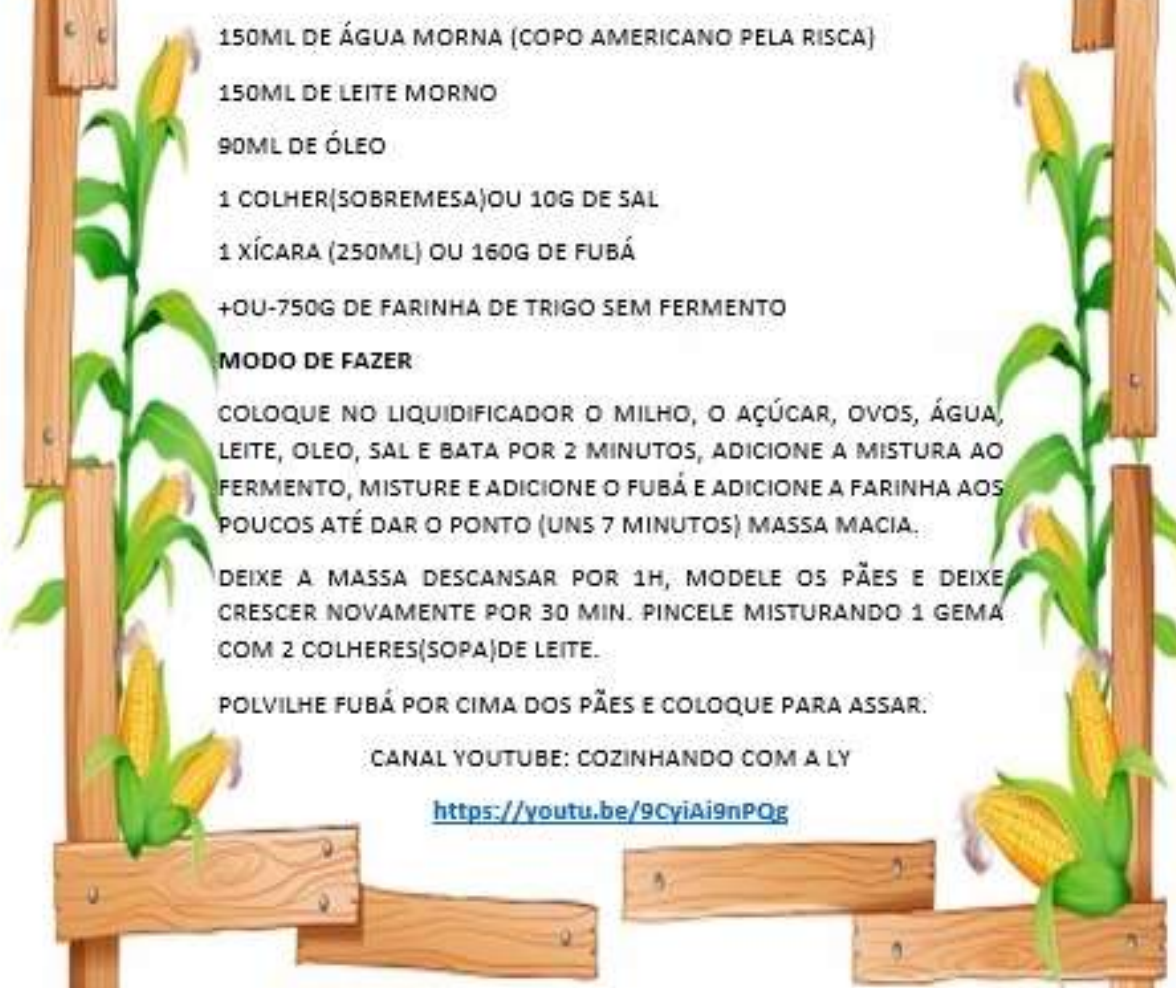 150ML DE ÁGUA MORNA (COPO AMERICANO PELA RISCA)
150ML DE LEITE MORNO
90ML DE ÓLEO
1 COLHER(SOBREMESA)OU 10G DE SAL
1 XÍCARA (250ML) OU 160G DE FUBÁ
+OU-750G DE FARINHA DE TRIGO SEM FERMENTO
MODO DE FAZER
COLOQUE NO LIQUIDIFICADOR O MILHO, O AÇÚCAR, OVOS, ÁGUA,
LEITE, OLEO, SAL E BATA POR 2 MINUTOS, ADICIONE A MISTURA AO
FERMENTO, MISTURE E ADICIONE O FUBÁ E ADICIONE A FARINHA AOS
POUCOS ATÉ DAR O PONTO (UNS 7 MINUTOS) MASSA MACIA.
DEIXE A MASSA DESCANSAR POR 1H, MODELE OS PÃES E DEIXE
CRESCER NOVAMENTE POR 30 MIN. PINCELE MISTURANDO 1 GEMA
COM 2 COLHERES(SOPA)DE LEITE.
POLVILHE FUBÁ POR CIMA DOS PÃES E COLOQUE PARA ASSAR.
CANAL YOUTUBE: COZINHANDO COM A LY
https://youtu.be/9CyiAi9nPQg